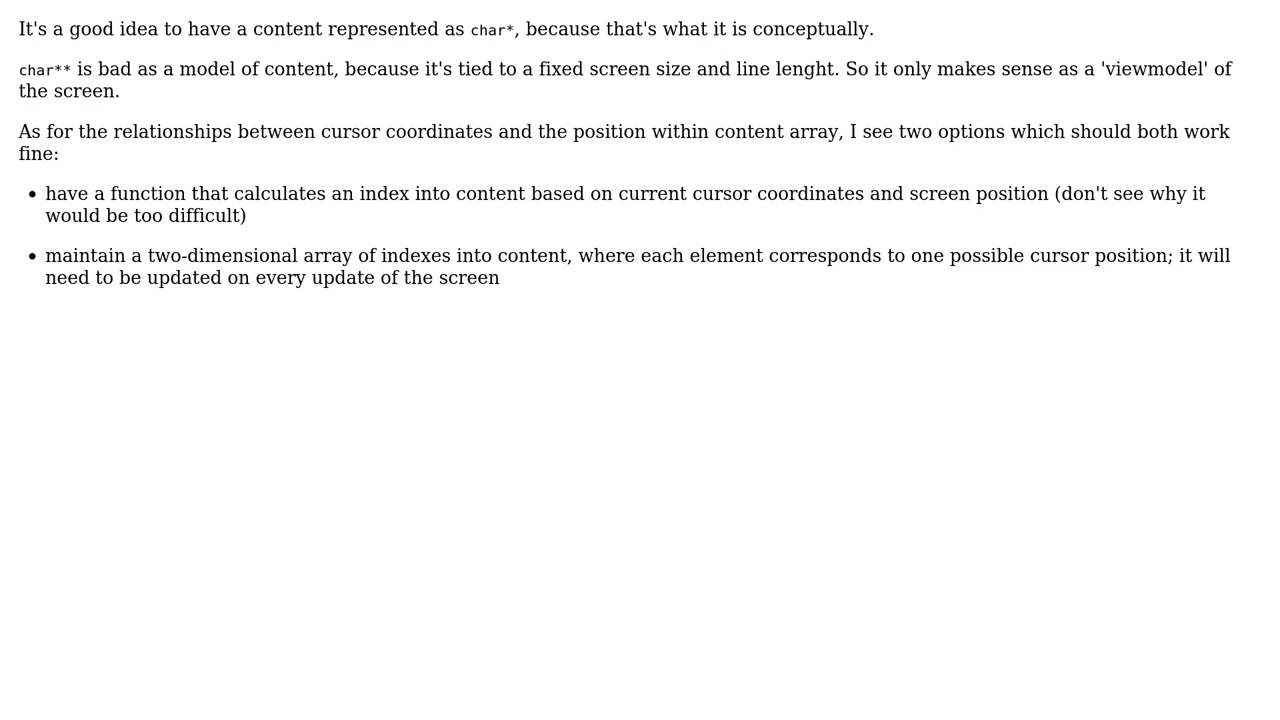 It's a good idea to have a content represented as char*, because that's what it is conceptually.
char** is bad as a model of content, because it's tied to a fixed screen size and line lenght. So it only makes sense as a 'viewmodel' of
the screen.
As for the relationships between cursor coordinates and the position within content array, I see two options which should both work
fine:
• have a function that calculates an index into content based on current cursor coordinates and screen position (don't see why it
would be too difficult)
• maintain a two-dimensional array of indexes into content, where each element corresponds to one possible cursor position; it will
need to be updated on every update of the screen